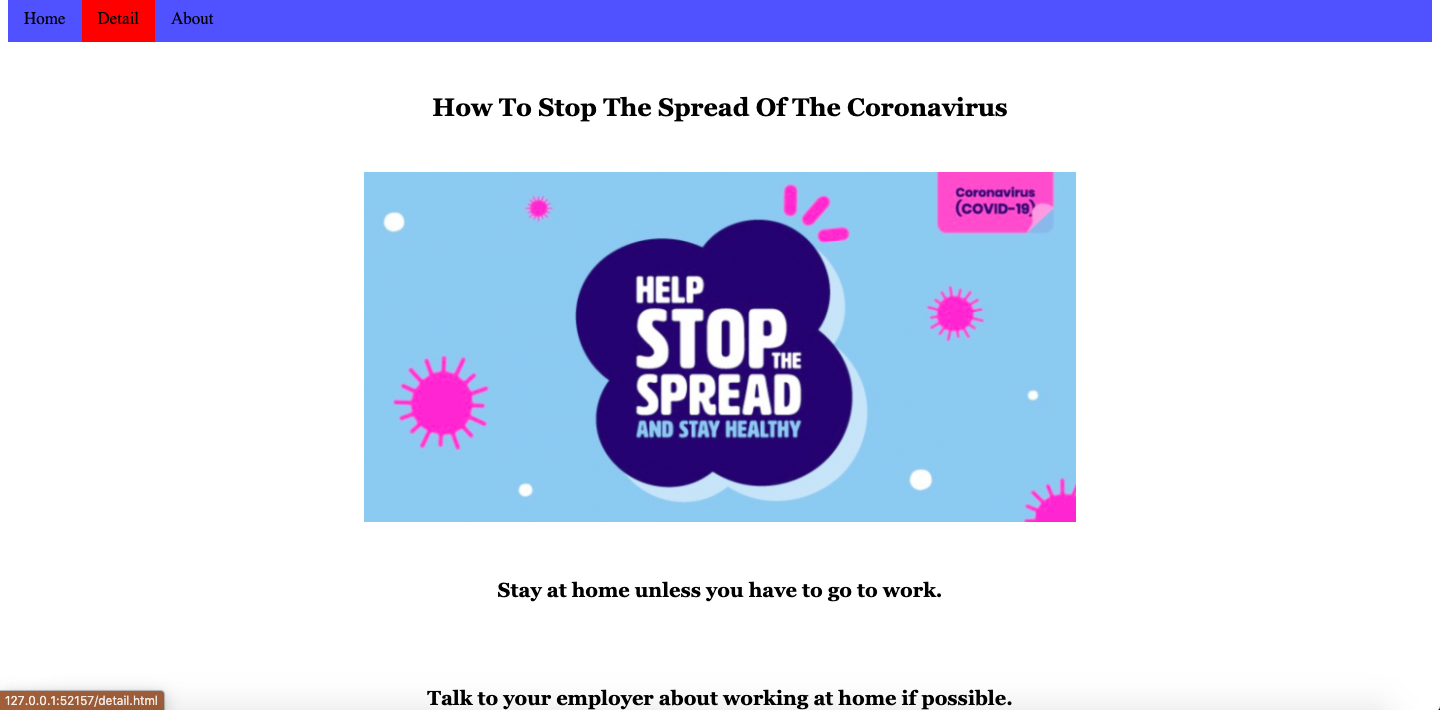 Home Detail About
How To Stop The Spread Of The Coronavirus
Coronavirus
(COVID-19)
HELP
STOP THE
SPREAD
AND STAY HEALTHY
Stay at home unless you have to go to work.
Talk to your employer about working at home if possible.
127.0.0.1:52157/detail.html